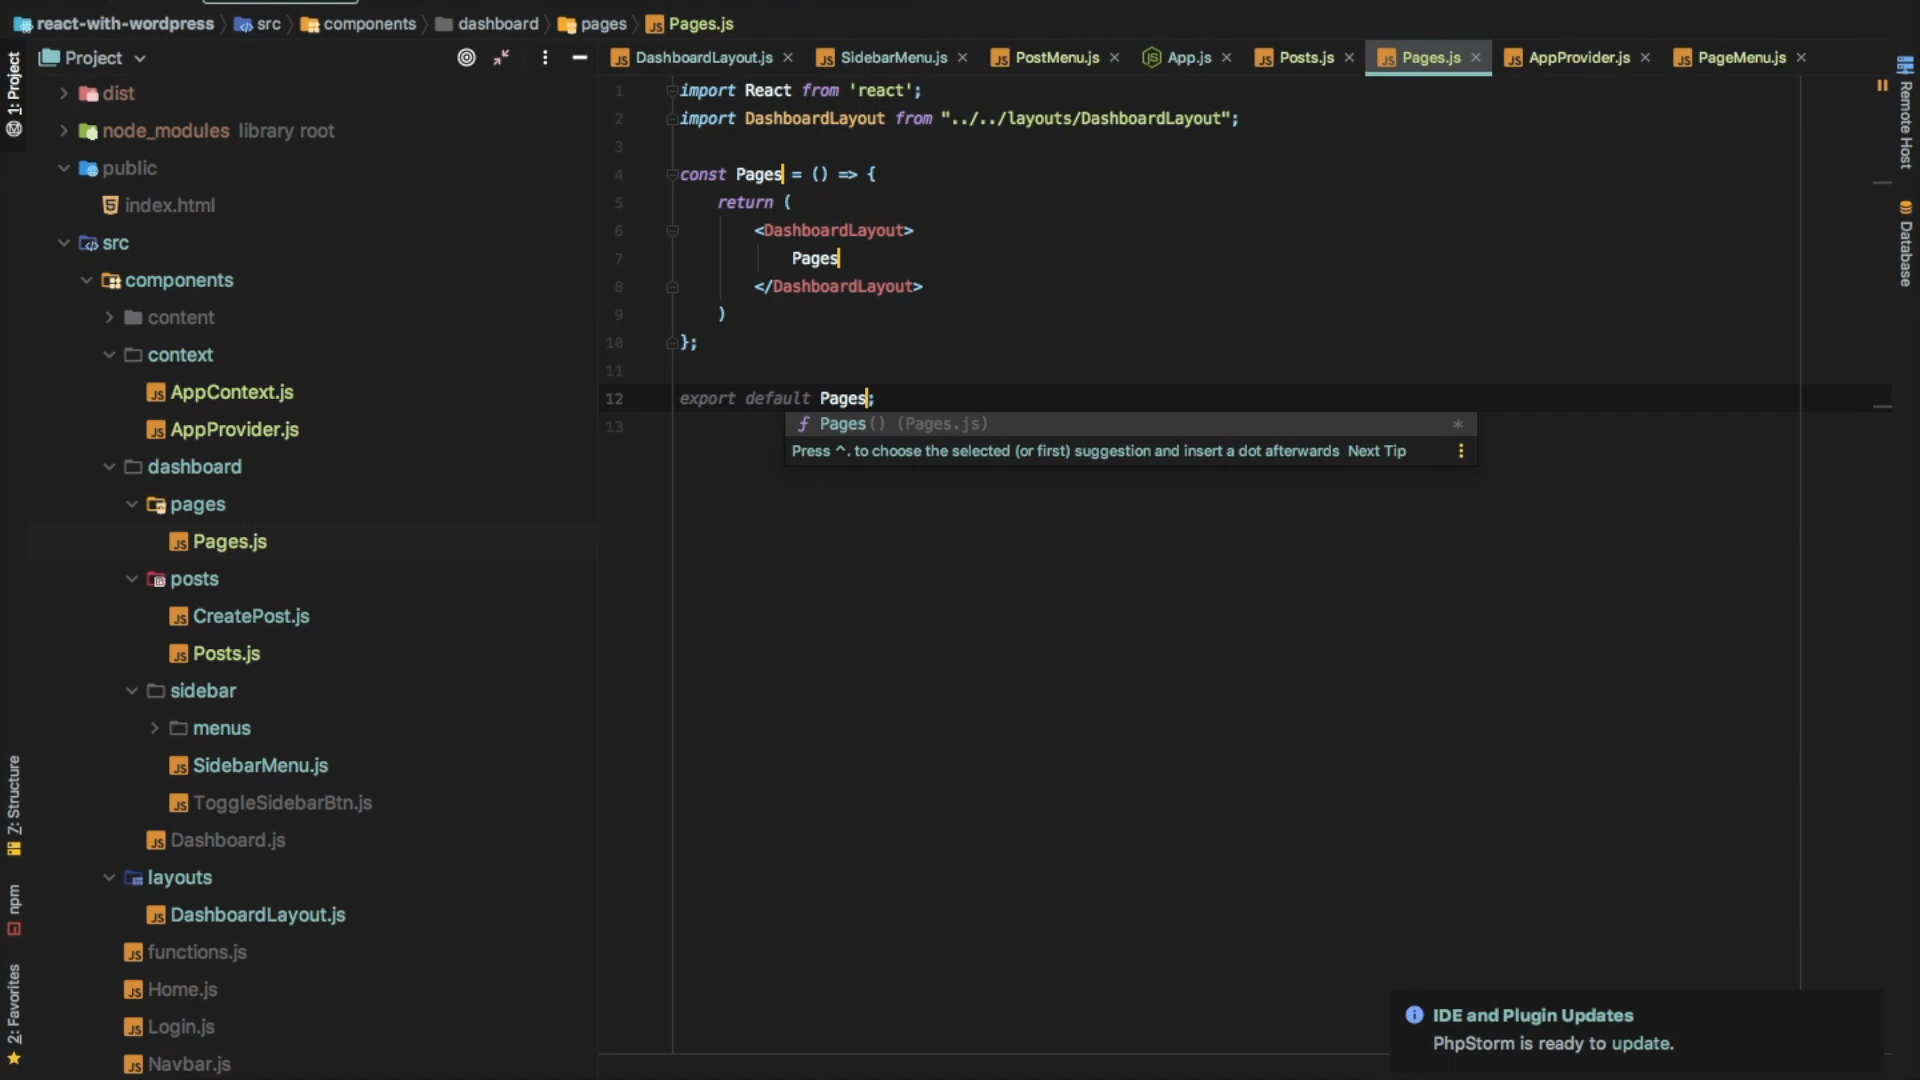 react-with-wordpress src components dashboard pages Pages.js
1: Project
Project
DashboardLayout.js SidebarMenu.js PostMenu.js App.js Posts.js Pages.js AppProvider.js PageMenu.js
dist
node_modules library root
public
index.html
src
components
content
context
AppContext.js
AppProvider.js
dashboard
pages
Pages.js
posts
CreatePost.js
Posts.js
sidebar
menus
SidebarMenu.js
ToggleSidebarBtn.js
Dashboard.js
layouts
DashboardLayout.js
functions.js
Home.js
Login.js
Navbar.js
Z: Structure
npm
2: Favorites
1 import React from 'react';
2 import DashboardLayout from "../../layouts/DashboardLayout";
3
4 const Pages = () => {
5 return (
6 <DashboardLayout>
7 Pages
8 </DashboardLayout>
9 )
10 };
11
12 export default Pages;
13
f Pages() (Pages.js) *
Press ^. to choose the selected (or first) suggestion and insert a dot afterwards Next Tip
Remote Host
Database
IDE and Plugin Updates
PhpStorm is ready to update.